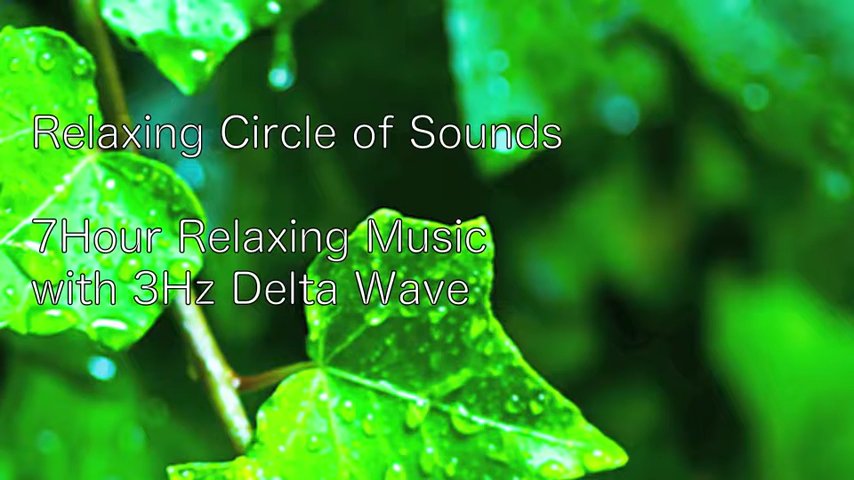 Relaxing Circle of Sounds
7Hour Relaxing Music
with 3Hz Delta Wave